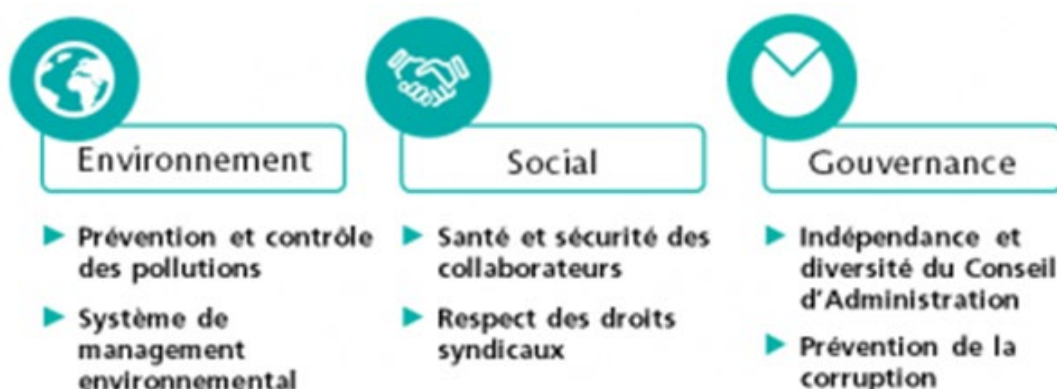 Environnement
Prévention et contrôle
des pollutions
Système de
management
environnemental
Social
Santé et sécurité des
collaborateurs
Respect des droits
syndicaux
Gouvernance
Indépendance et
diversité du Conseil
d'Administration
Prévention de la
corruption